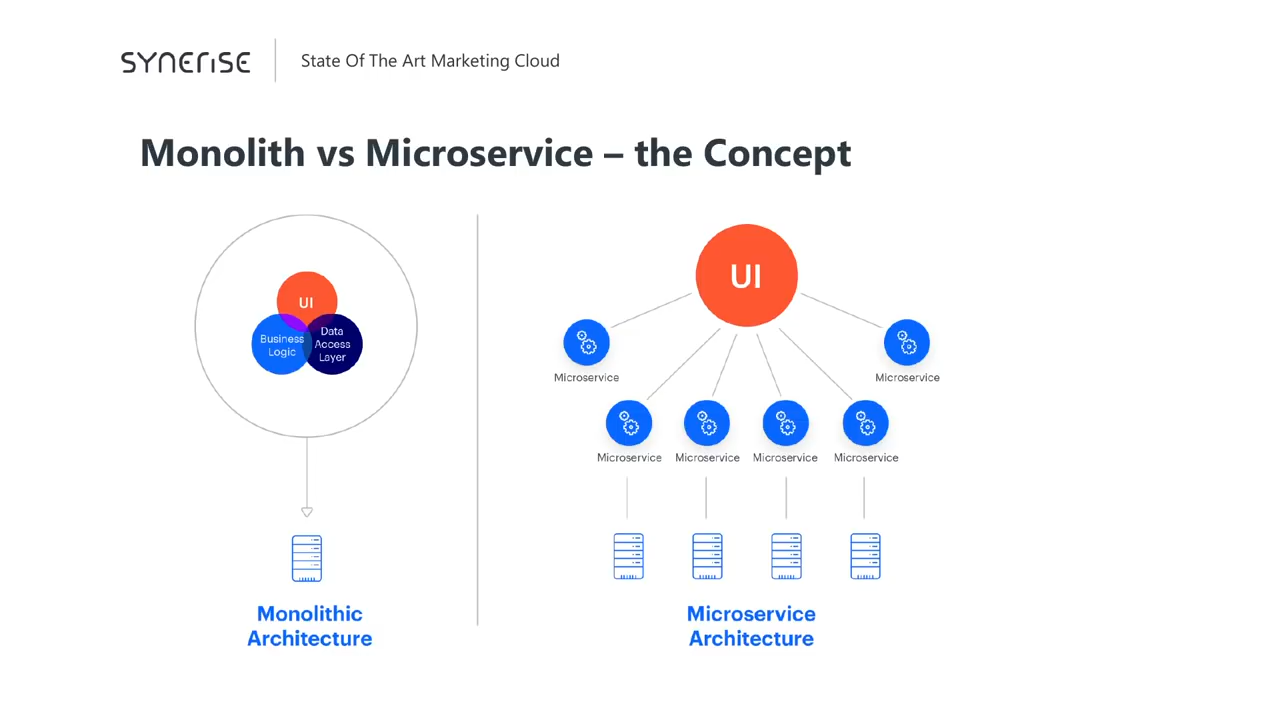 SYNERISE
State Of The Art Marketing Cloud
Monolith vs Microservice – the Concept
UI
Business
Logic
Data
Access
Layer
Monolithic
Architecture
UI
Microservice
Microservice
Microservice
Microservice
Microservice
Microservice
Microservice
Architecture